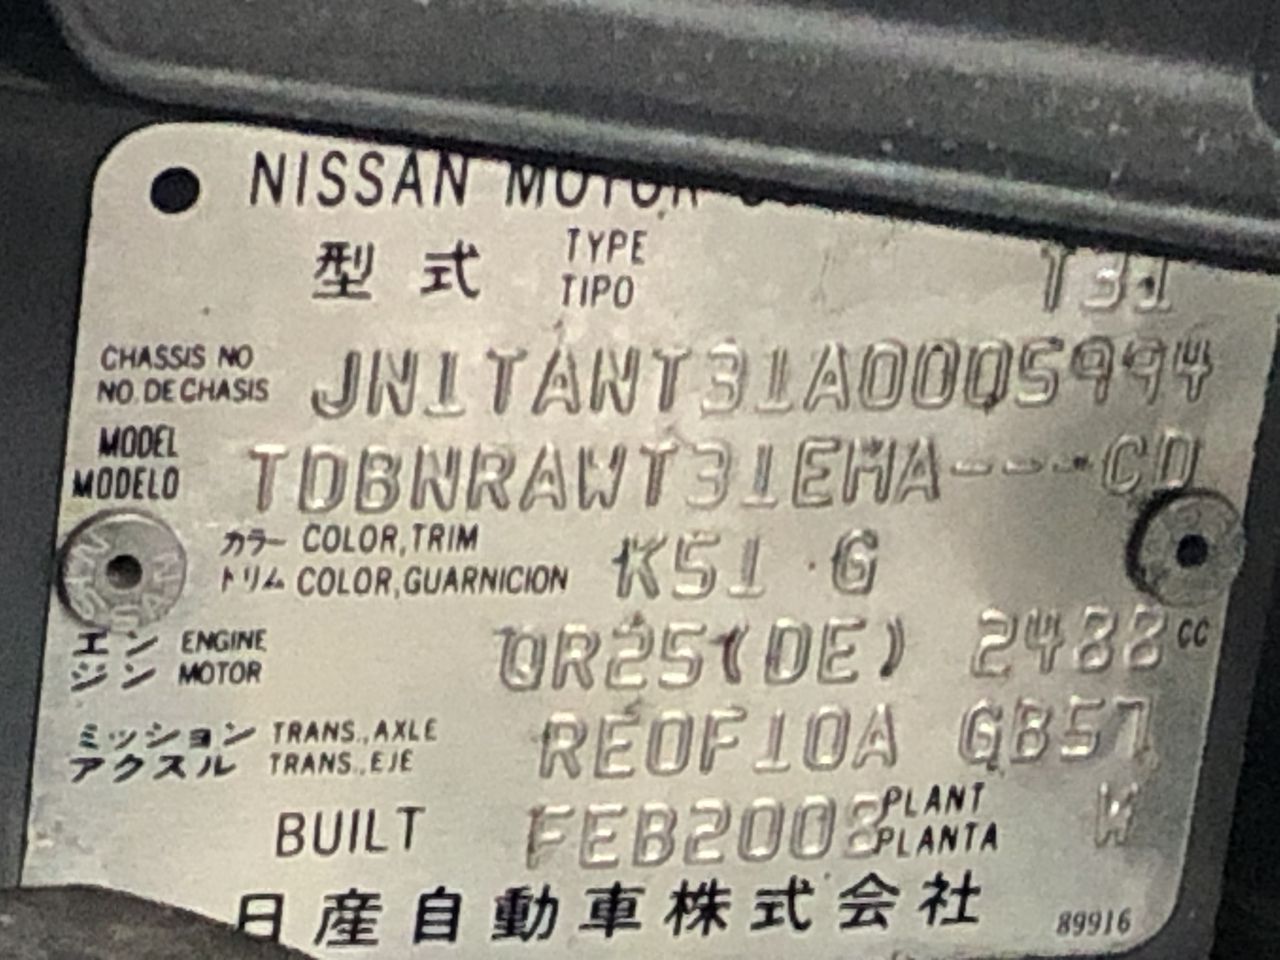 NISSAN MOTOR
型式 TYPE TIPO T31
CHASSIS NO
NO. DE CHASIS JN1TANT31A0005994
MODEL
MODELO TDBNRAWT31EHA----CD
カラー COLOR,TRIM
トリム COLOR,GUARNICION K51 G
エン ENGINE
ジン MOTOR QR25(DE) 2488 CC
ミッション TRANS.,AXLE
アクスル TRANS.,EJE RE0F10A GB57
BUILT FEB2008 PLANT PLANTA W
日産自動車株式会社 89916